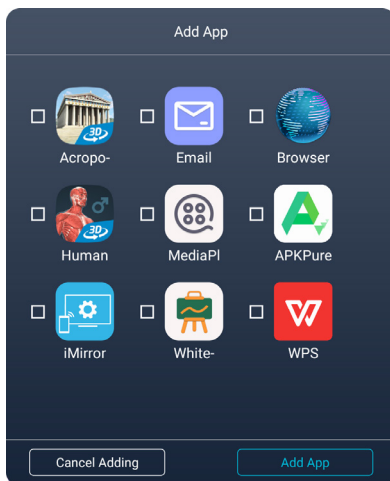 Add App
3D
Acropo-
Email
Browser
3D
Human
MediaPl
APKPure
iMirror
White-
WPS
Cancel Adding
Add App